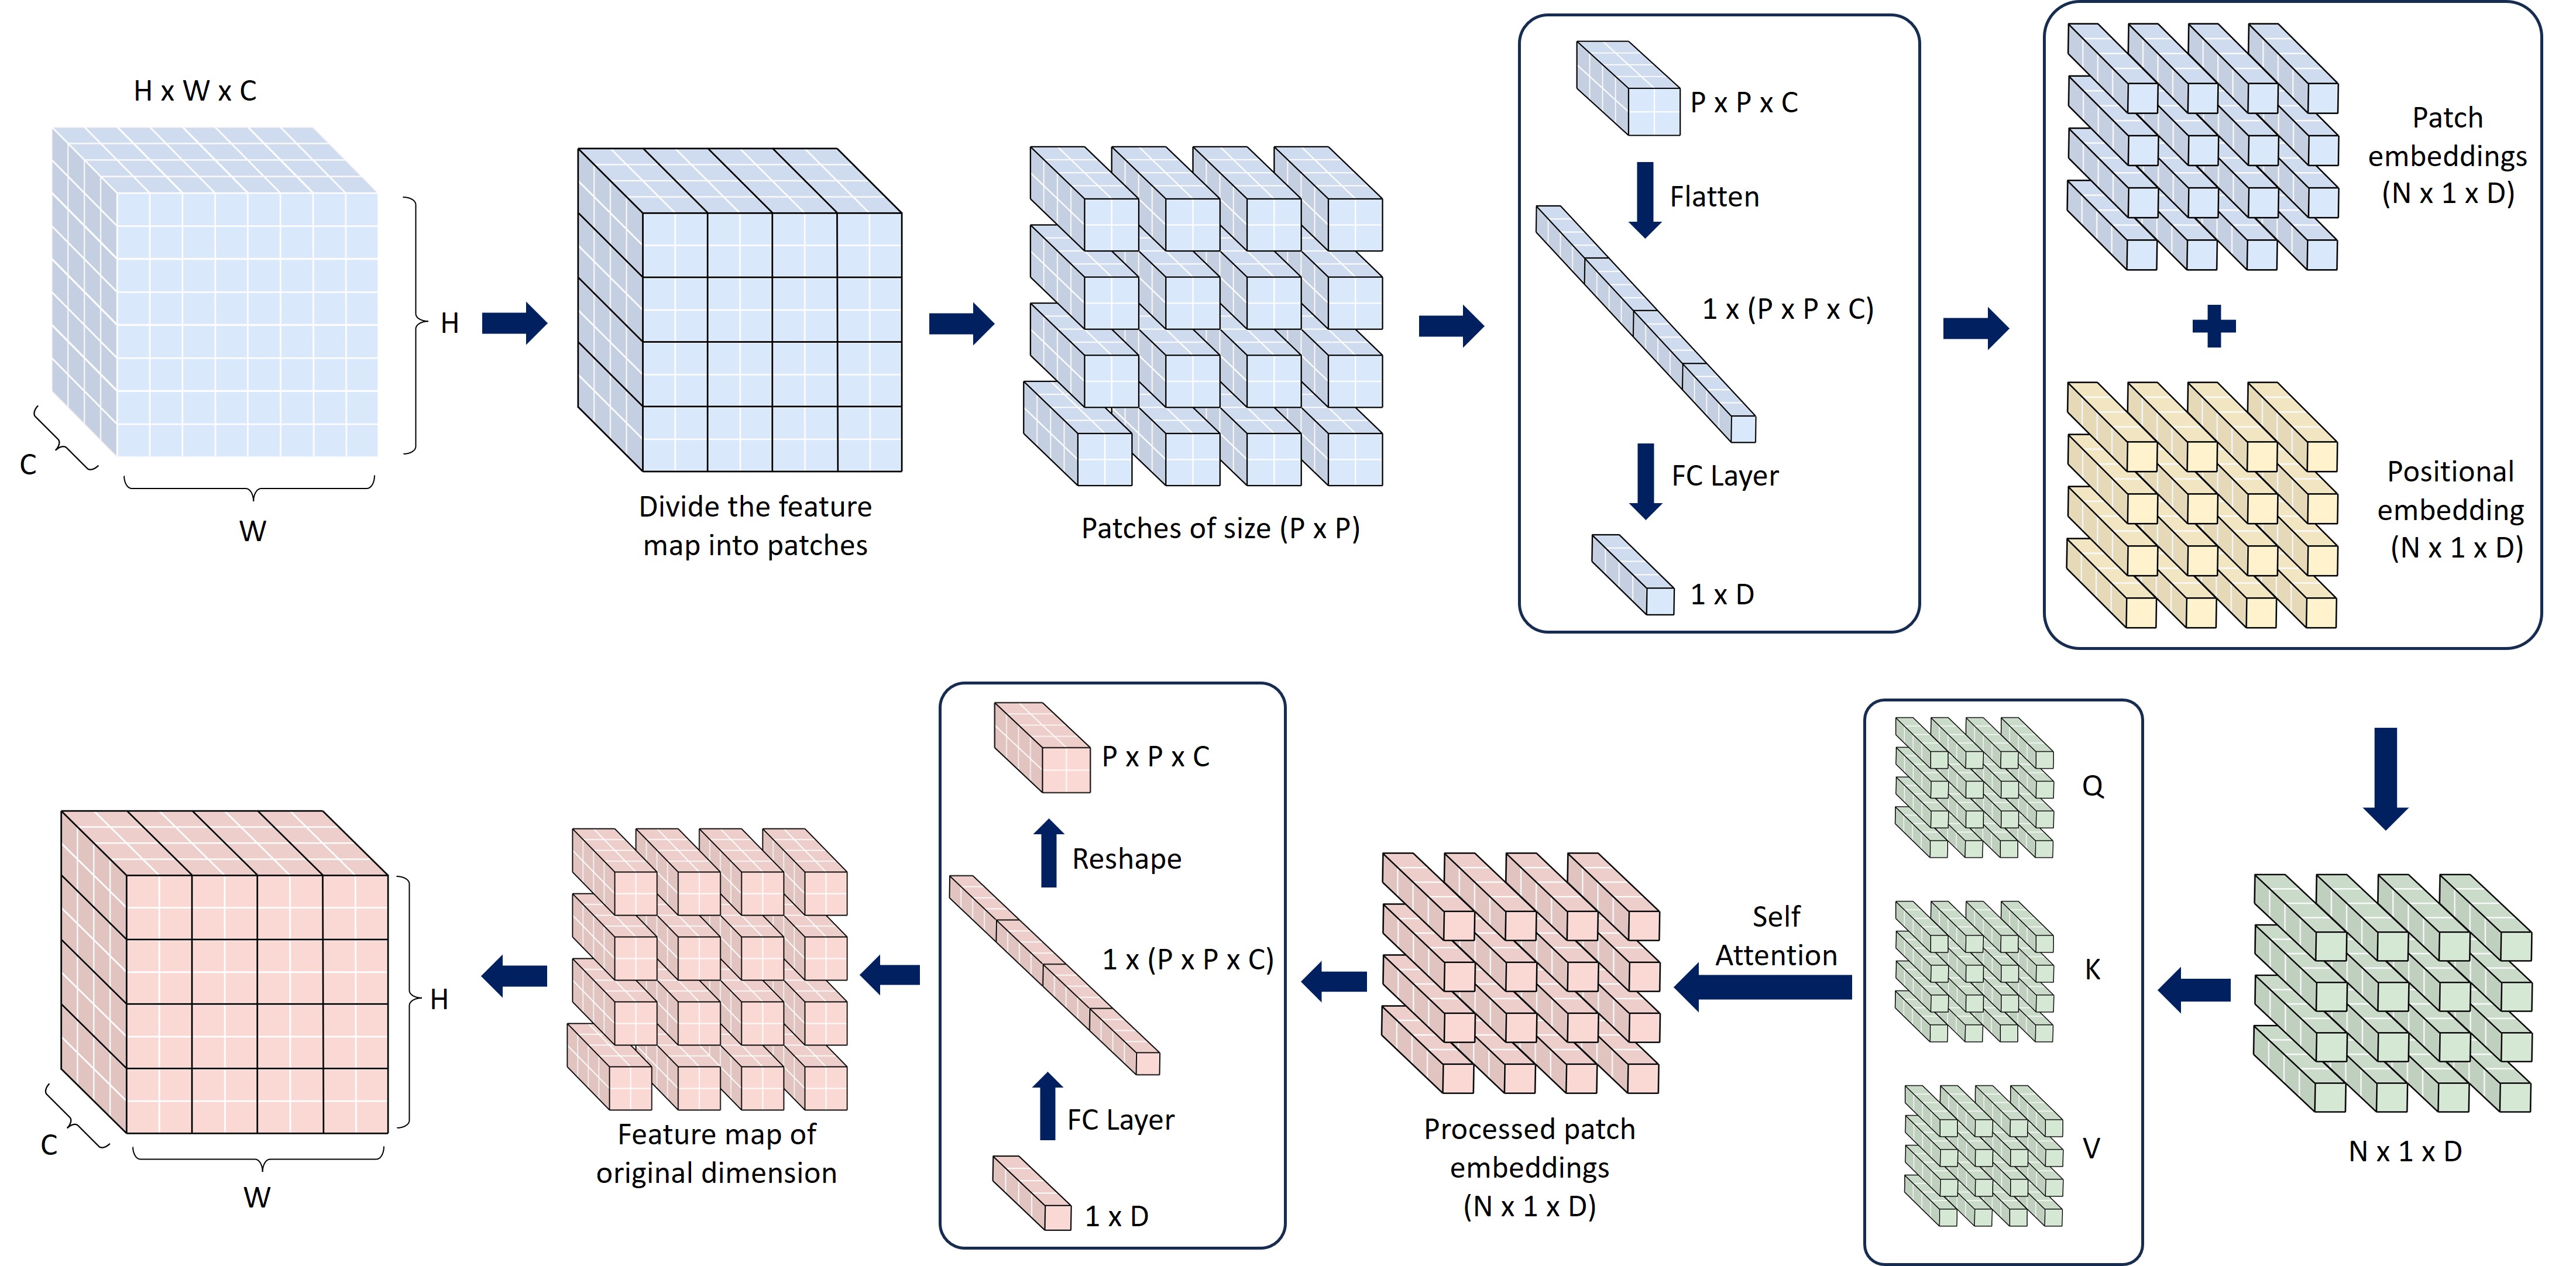 H x W x C
H
C
W
Divide the feature
map into patches
Patches of size (P x P)
P x P x C
Flatten
1 x (P x P x C)
FC Layer
1 x D
Patch
embeddings
(N x 1 x D)
Positional
embedding
(N x 1 x D)
N x 1 x D
Q
K
V
Self
Attention
Processed patch
embeddings
(N x 1 x D)
P x P x C
Reshape
1 x (P x P x C)
FC Layer
1 x D
Feature map of
original dimension
H
C
W